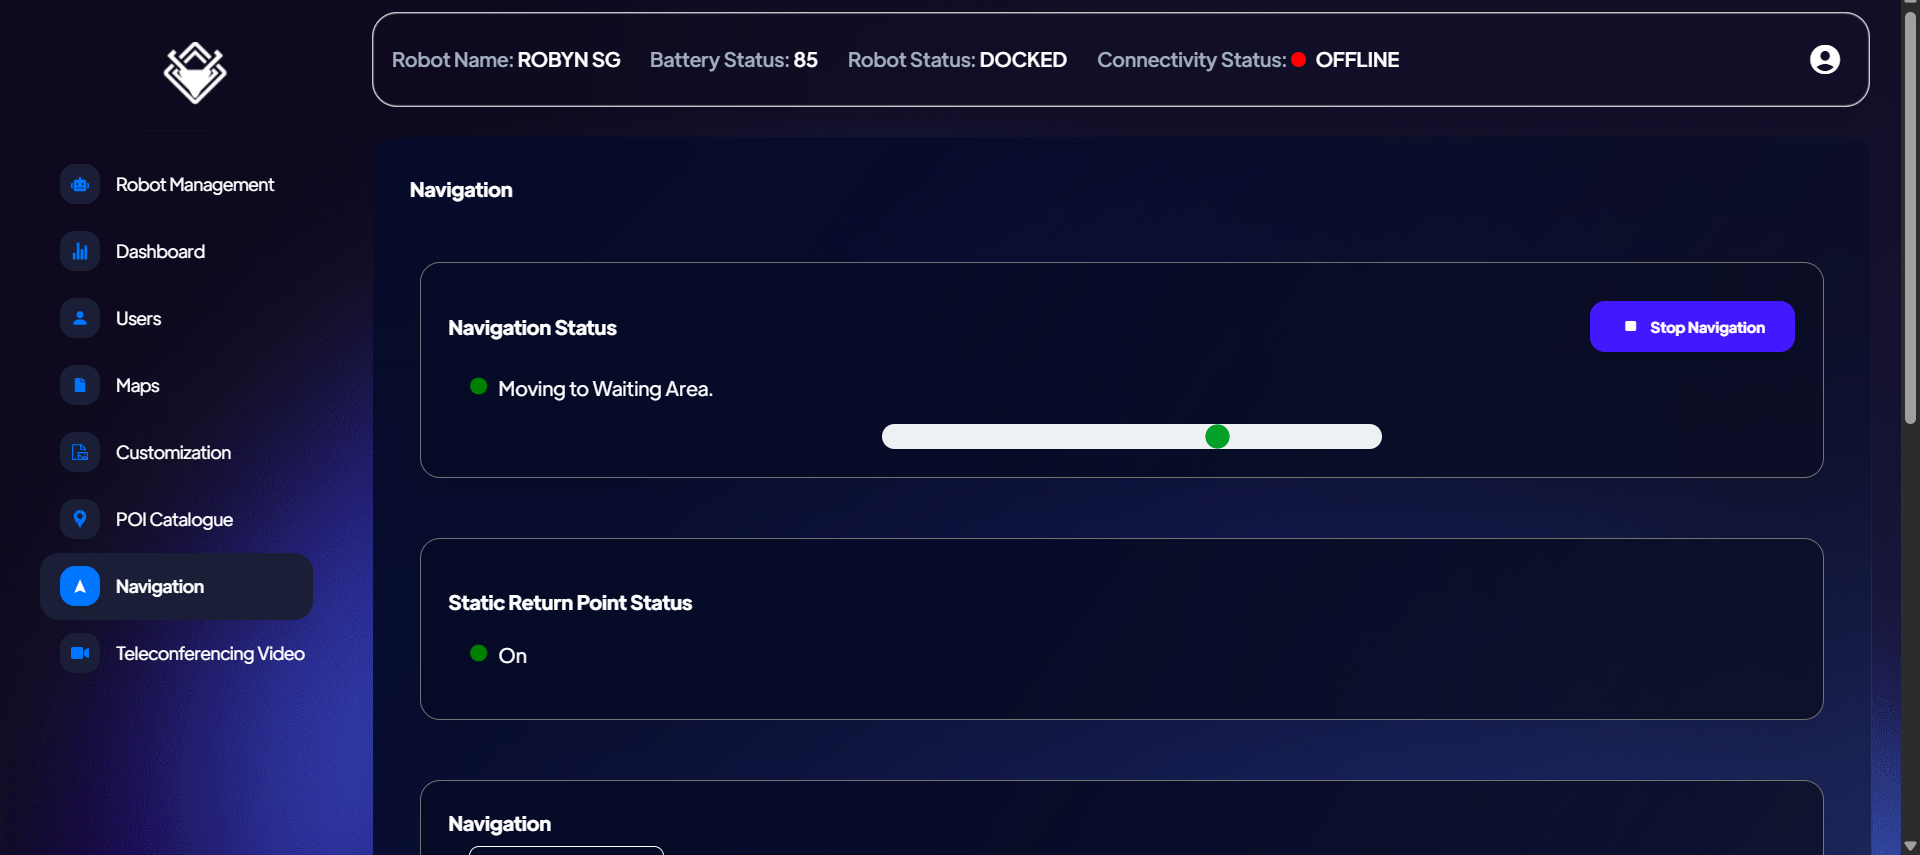 Robot Name: ROBYN SG Battery Status: 85 Robot Status: DOCKED Connectivity Status: OFFLINE
Robot Management
Dashboard
Users
Maps
Customization
POI Catalogue
Navigation
Teleconferencing Video
Navigation
Navigation Status
Stop Navigation
Moving to Waiting Area.
Static Return Point Status
On
Navigation